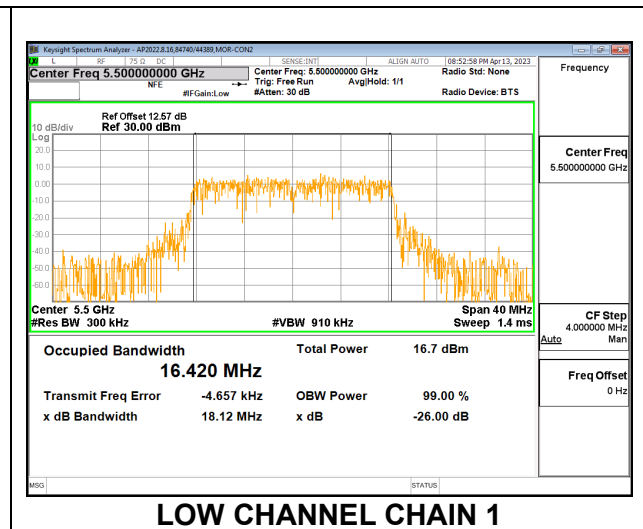 Keysight Spectrum Analyzer - AP2022.8.16,84740/44389,MOR-CON2
L RF 75 Ω DC SENSE:INT ALIGN AUTO 08:52:58 PM Apr 13, 2023
Center Freq 5.500000000 GHz
Center Freq: 5.500000000 GHz
Radio Std: None
NFE
Trig: Free Run Avg|Hold: 1/1
#IFGain:Low
#Atten: 30 dB
Radio Device: BTS
Frequency
Ref Offset 12.57 dB
10 dB/div Ref 30.00 dBm
Log
20.0
10.0
0.00
-10.0
-20.0
-30.0
-40.0
-50.0
-60.0
Center 5.5 GHz Span 40 MHz
#Res BW 300 kHz #VBW 910 kHz Sweep 1.4 ms
Center Freq
5.500000000 GHz
CF Step
4.000000 MHz
Auto Man
Freq Offset
0 Hz
Occupied Bandwidth Total Power 16.7 dBm
16.420 MHz
Transmit Freq Error -4.657 kHz OBW Power 99.00 %
x dB Bandwidth 18.12 MHz x dB -26.00 dB
MSG STATUS
LOW CHANNEL CHAIN 1